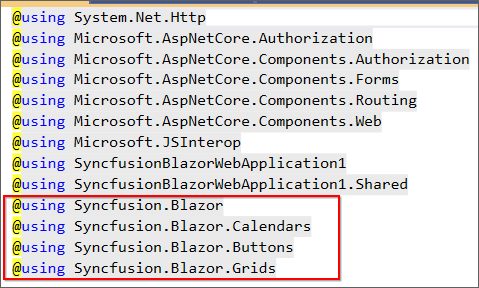 @using System.Net.Http
@using Microsoft.AspNetCore.Authorization
@using Microsoft.AspNetCore.Components.Authorization
@using Microsoft.AspNetCore.Components.Forms
@using Microsoft.AspNetCore.Components.Routing
@using Microsoft.AspNetCore.Components.Web
@using Microsoft.JSInterop
@using SyncfusionBlazorWebApplication1
@using SyncfusionBlazorWebApplication1.Shared
@using Syncfusion.Blazor
@using Syncfusion.Blazor.Calendars
@using Syncfusion.Blazor.Buttons
@using Syncfusion.Blazor.Grids